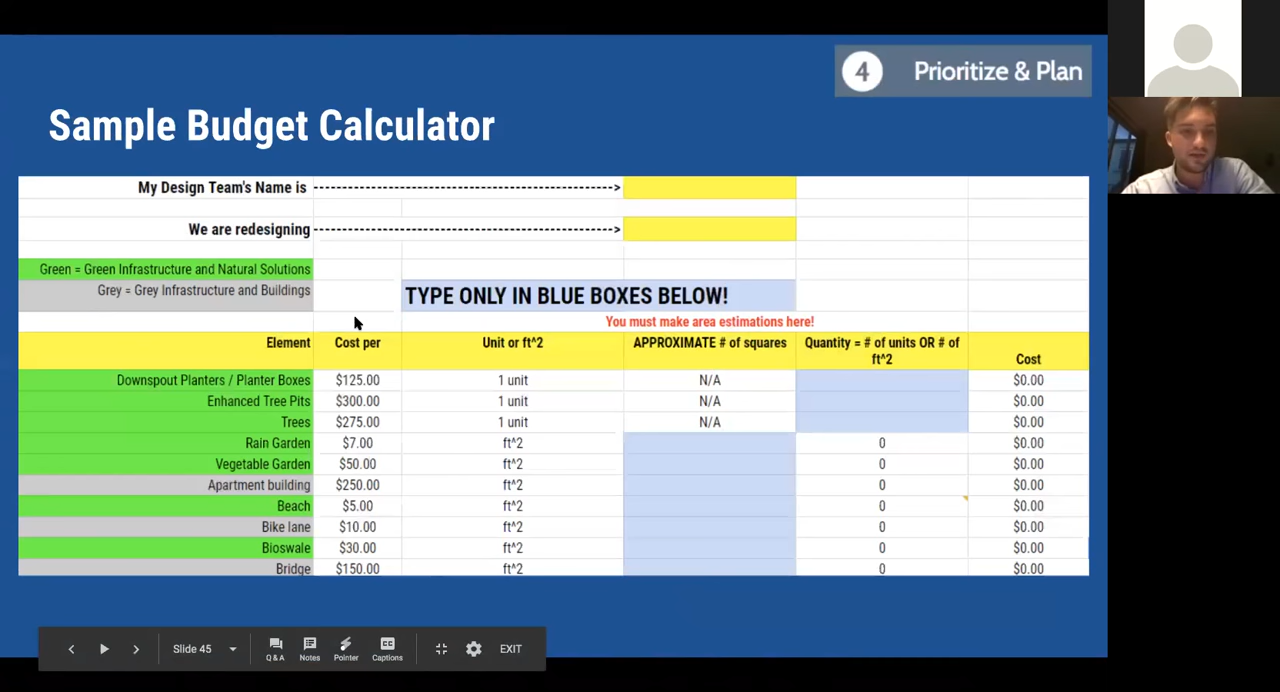 4 Prioritize & Plan
Sample Budget Calculator
My Design Team's Name is ---------------------------------------------------->
We are redesigning ---------------------------------------------------->
Green = Green Infrastructure and Natural Solutions
Grey = Grey Infrastructure and Buildings
TYPE ONLY IN BLUE BOXES BELOW!
You must make area estimations here!
Element Cost per Unit or ft^2 APPROXIMATE # of squares Quantity = # of units OR # of ft^2 Cost
Downspout Planters / Planter Boxes $125.00 1 unit N/A $0.00
Enhanced Tree Pits $300.00 1 unit N/A $0.00
Trees $275.00 1 unit N/A $0.00
Rain Garden $7.00 ft^2 0 $0.00
Vegetable Garden $50.00 ft^2 0 $0.00
Apartment building $250.00 ft^2 0 $0.00
Beach $5.00 ft^2 0 $0.00
Bike lane $10.00 ft^2 0 $0.00
Bioswale $30.00 ft^2 0 $0.00
Bridge $150.00 ft^2 0 $0.00
Slide 45 Q & A Notes Pointer Captions EXIT